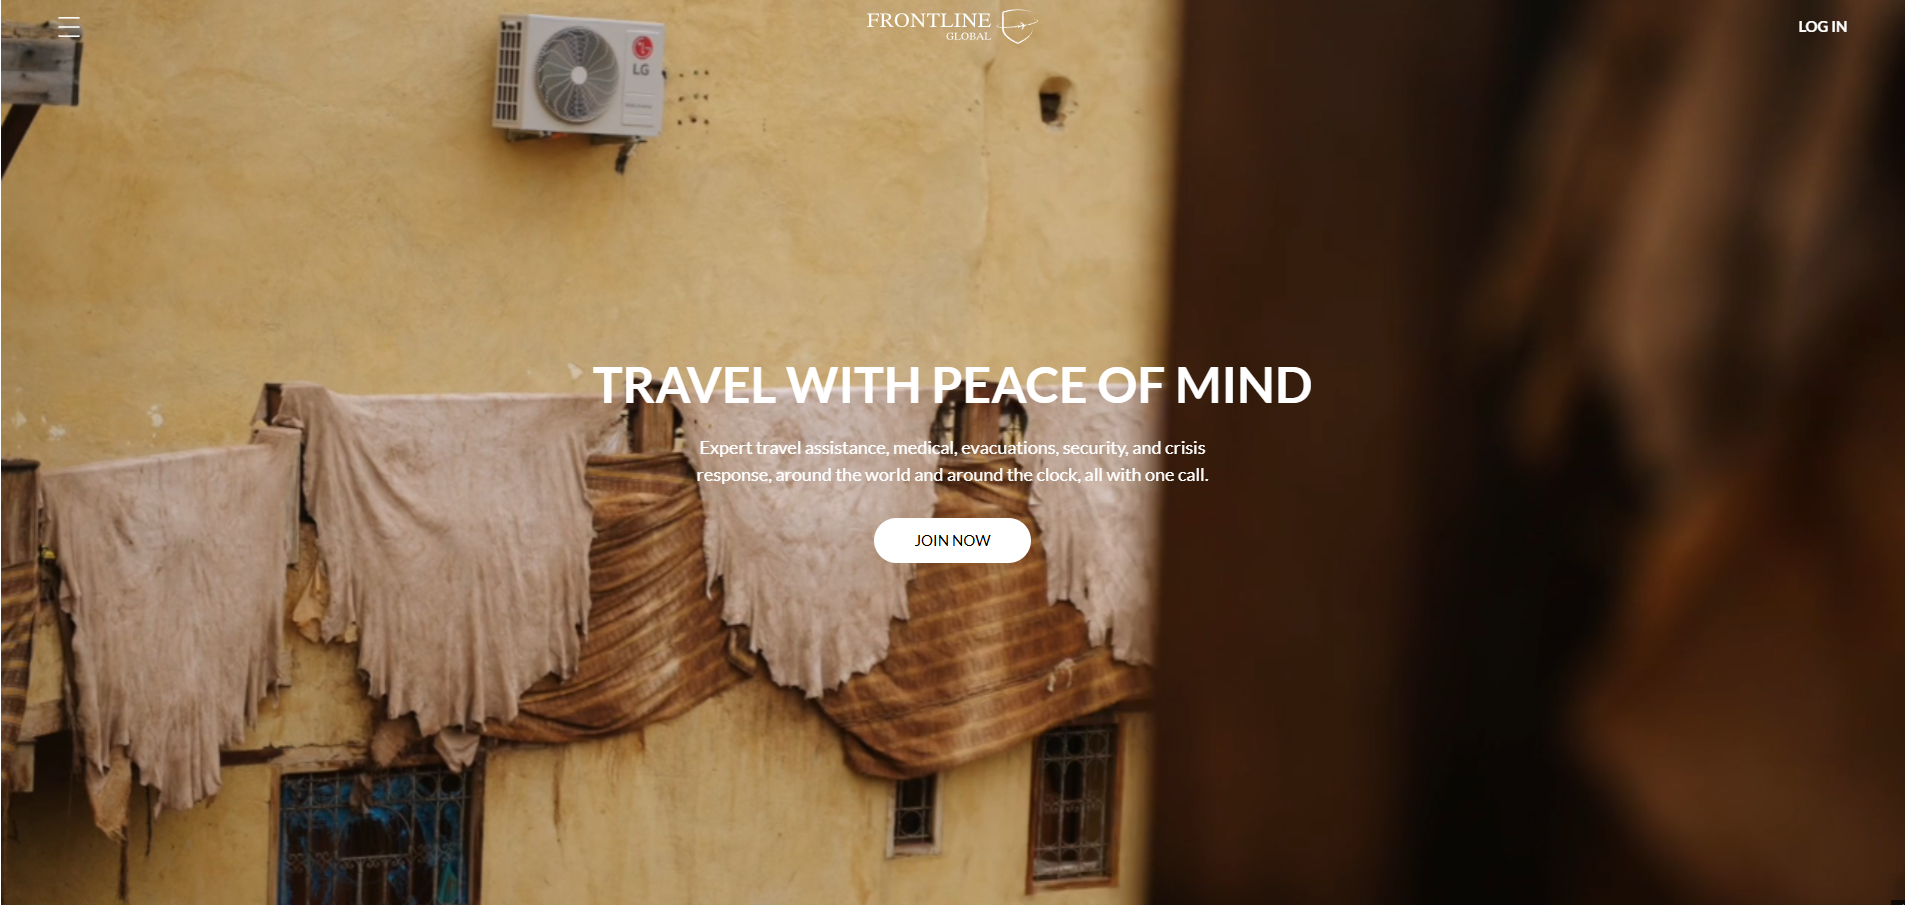 FRONTLINE
GLOBAL
LOG IN
LG
TRAVEL WITH PEACE OF MIND
Expert travel assistance, medical, evacuations, security, and crisis
response, around the world and around the clock, all with one call.
JOIN NOW